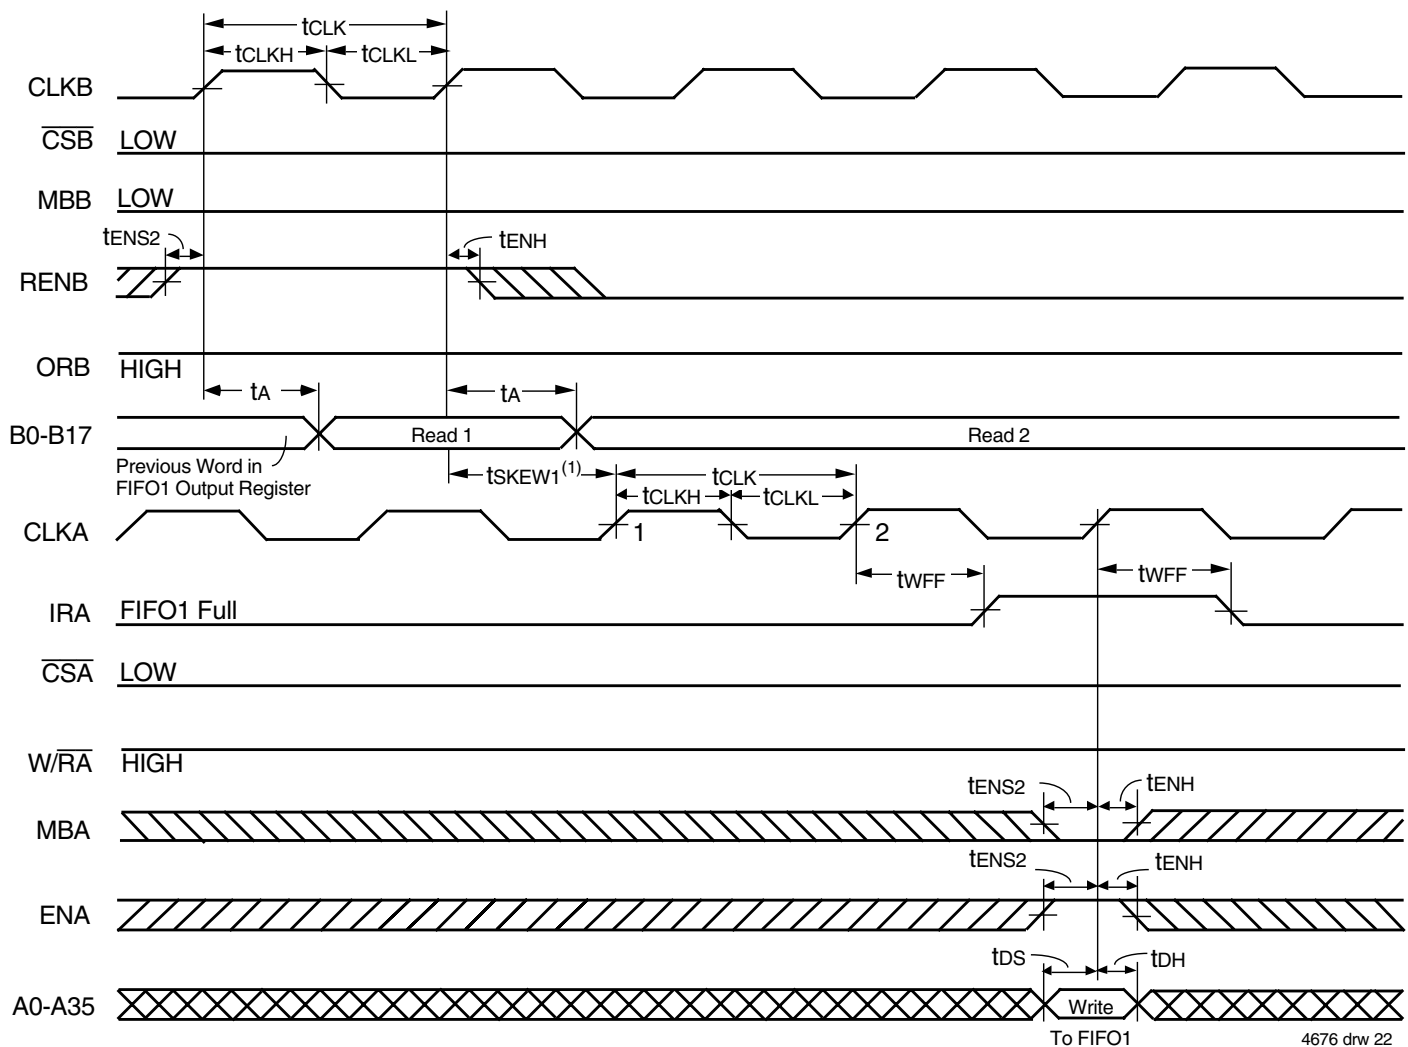 tCLK
tCLKH
tCLKL
CLKB
CSB
LOW
MBB
LOW
tENS2
tENH
RENB
ORB
HIGH
tA
tA
B0-B17
Read 1
Read 2
Previous Word in
FIFO1 Output Register
tSKEW1(1)
tCLK
tCLKH
tCLKL
CLKA
1
2
tWFF
tWFF
IRA
FIFO1 Full
CSA
LOW
W/RA
HIGH
tENS2
tENH
MBA
tENS2
tENH
ENA
tDS
tDH
A0-A35
Write
To FIFO1
4676 drw 22